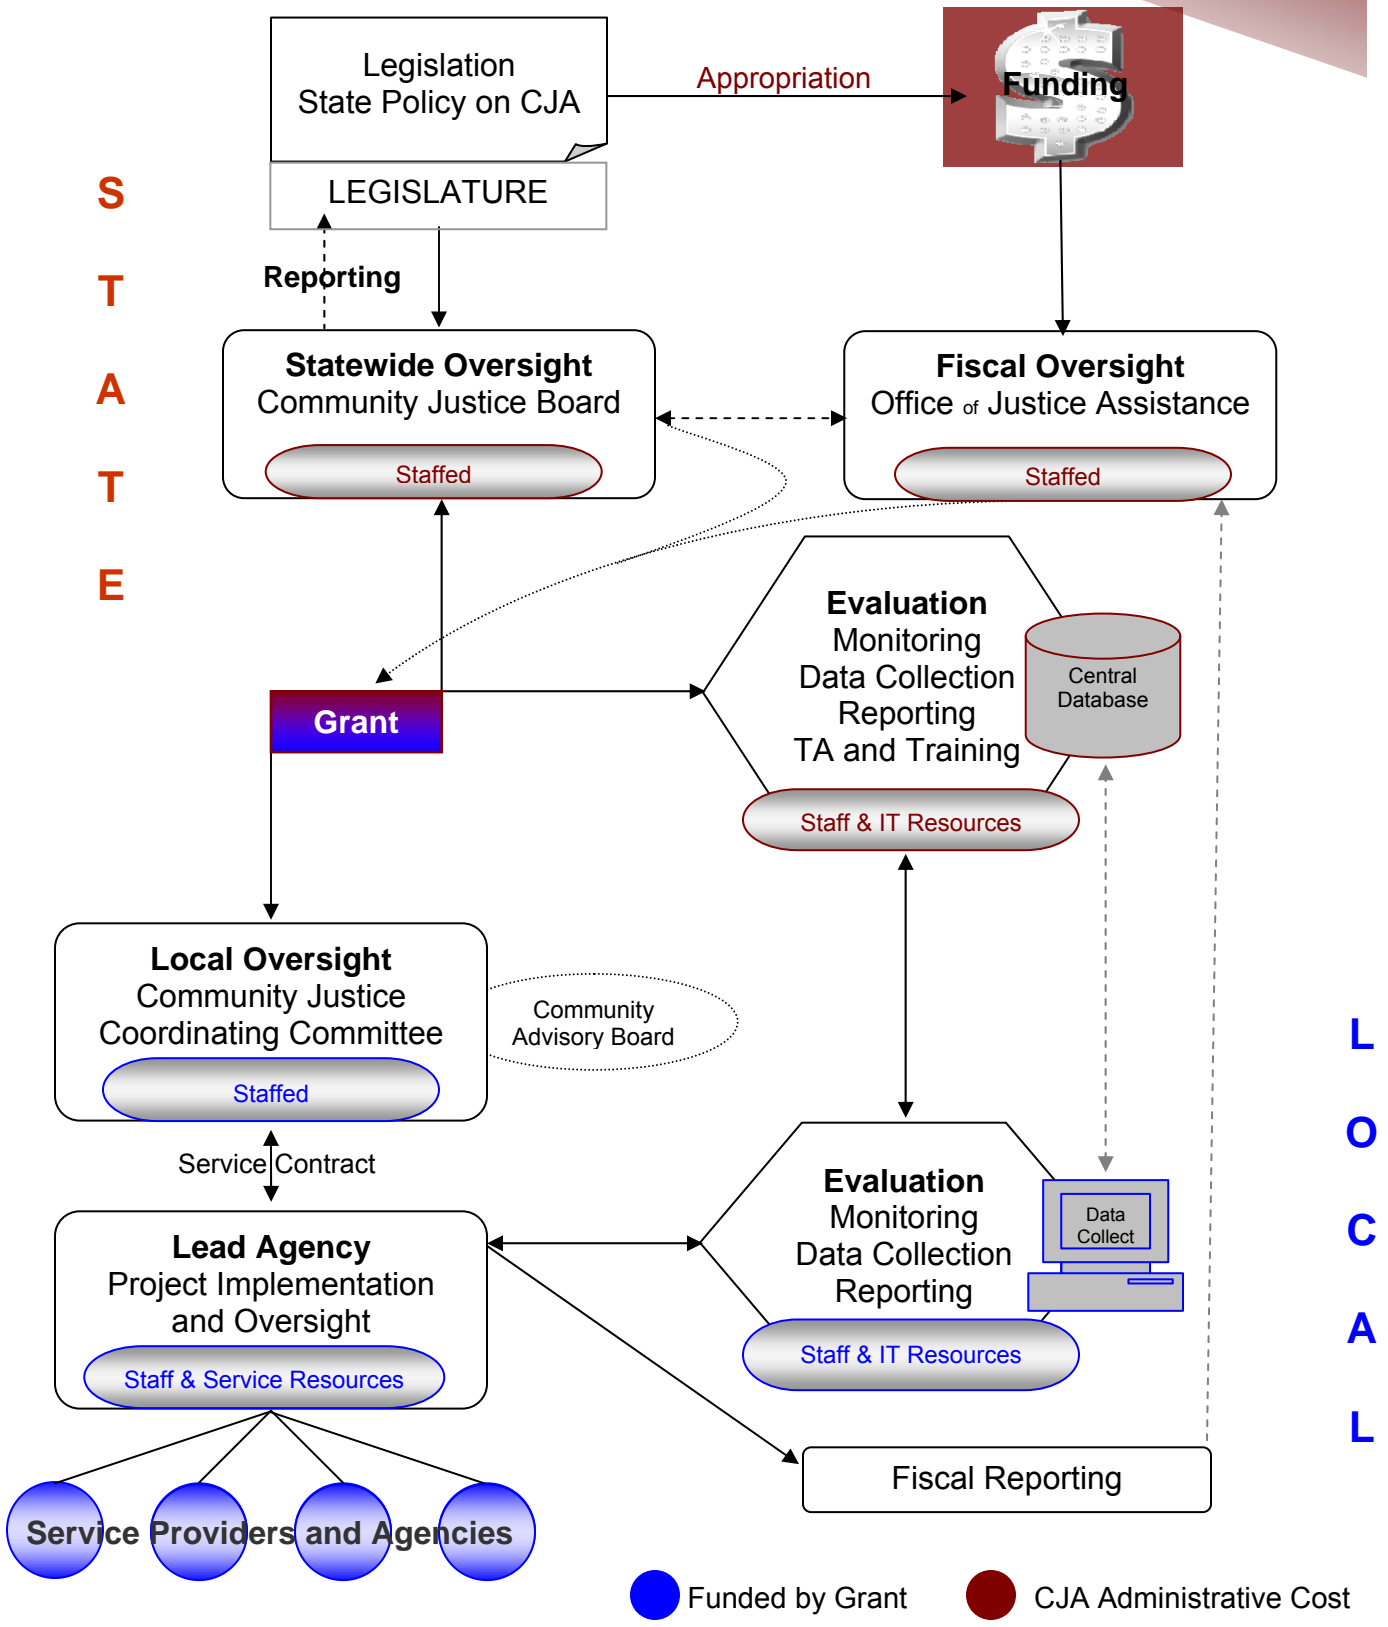 Legislation
State Policy on CJA
Appropriation
Funding
LEGISLATURE
Reporting
S
T
A
T
E
Statewide Oversight
Community Justice Board
Staffed
Fiscal Oversight
Office of Justice Assistance
Staffed
Evaluation
Monitoring
Data Collection
Reporting
TA and Training
Central
Database
Staff & IT Resources
Grant
Local Oversight
Community Justice
Coordinating Committee
Staffed
Community
Advisory Board
Service Contract
L
O
C
A
L
Lead Agency
Project Implementation
and Oversight
Staff & Service Resources
Evaluation
Monitoring
Data Collection
Reporting
Data
Collect
Staff & IT Resources
Fiscal Reporting
Service Providers and Agencies
Funded by Grant
CJA Administrative Cost